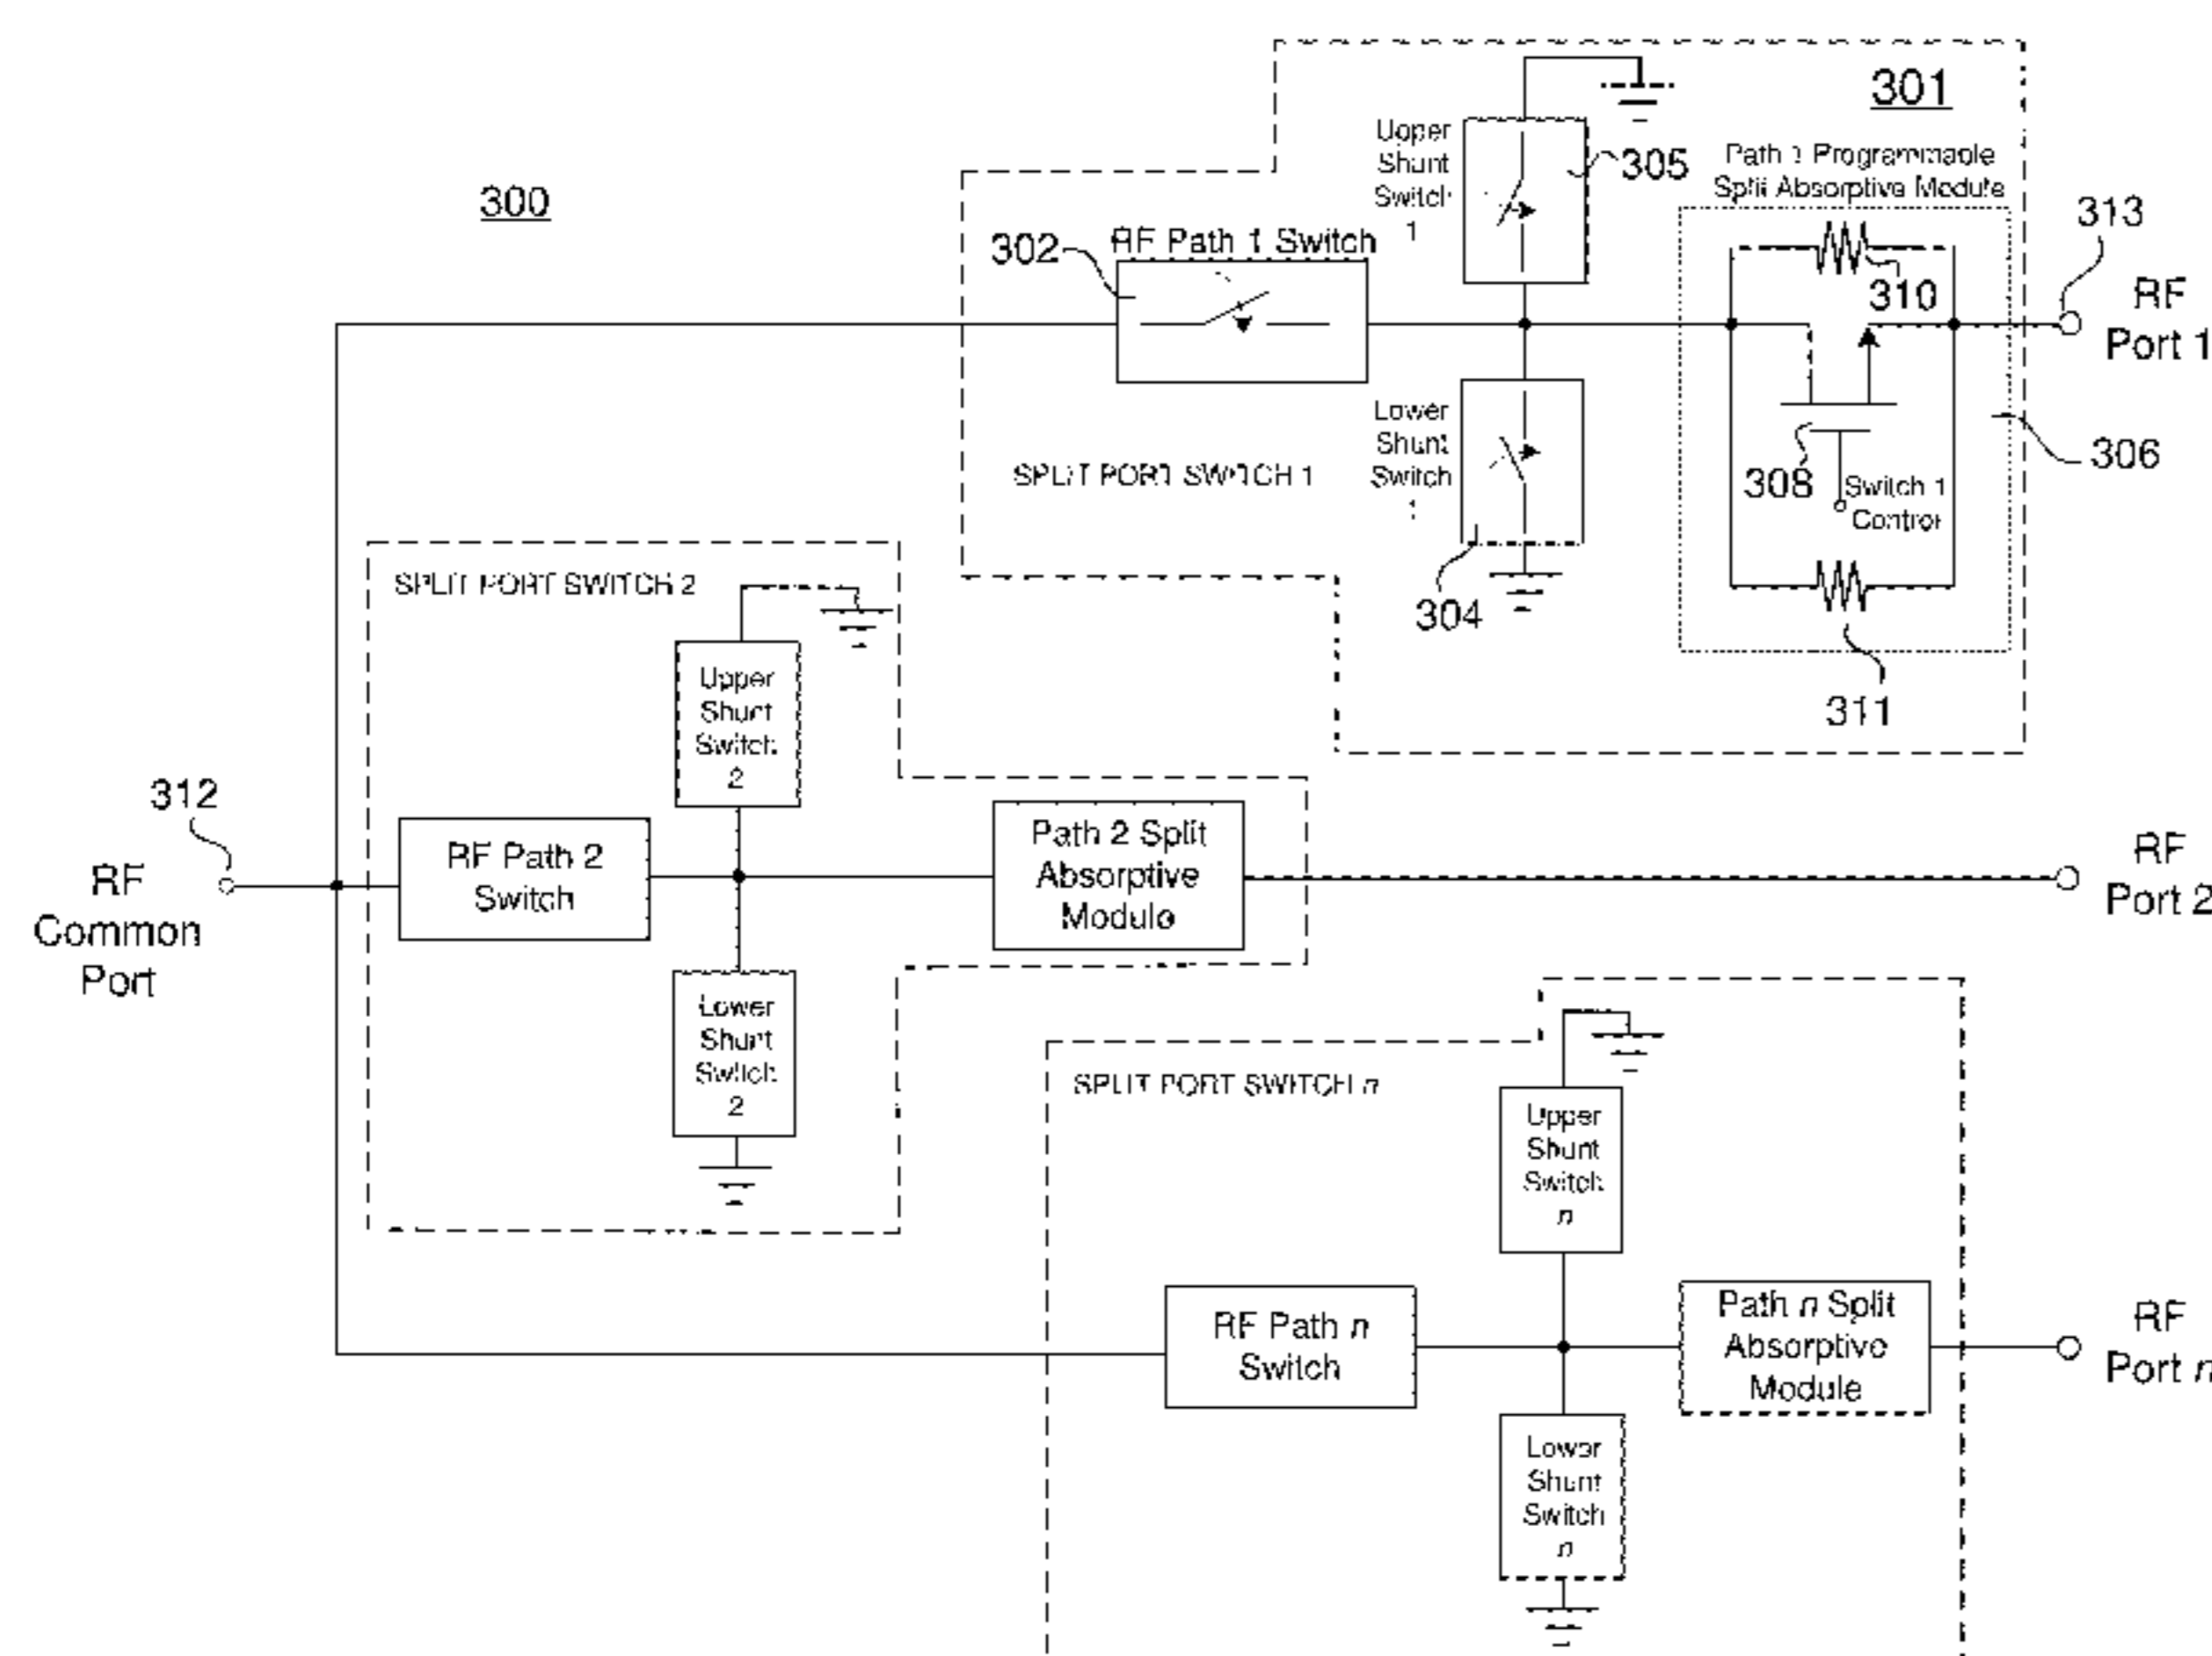 300
301
Upper
Shunt
Switch
1
305
Path 1 Programmable
Split Absorptive Module
313
302
RF Path 1 Switch
310
RF
Port 1
Lower
Shunt
Switch
1
SPLIT PORT SWITCH 1
308
Switch 1
Control
306
304
311
SPLIT PORT SWITCH 2
Upper
Shunt
Switch
2
312
RF
Common
Port
RF Path 2
Switch
Path 2 Split
Absorptive
Module
RF
Port 2
Lower
Shunt
Switch
2
SPLIT PORT SWITCH n
Upper
Shunt
Switch
n
RF Path n
Switch
Path n Split
Absorptive
Module
RF
Port n
Lower
Shunt
Switch
n